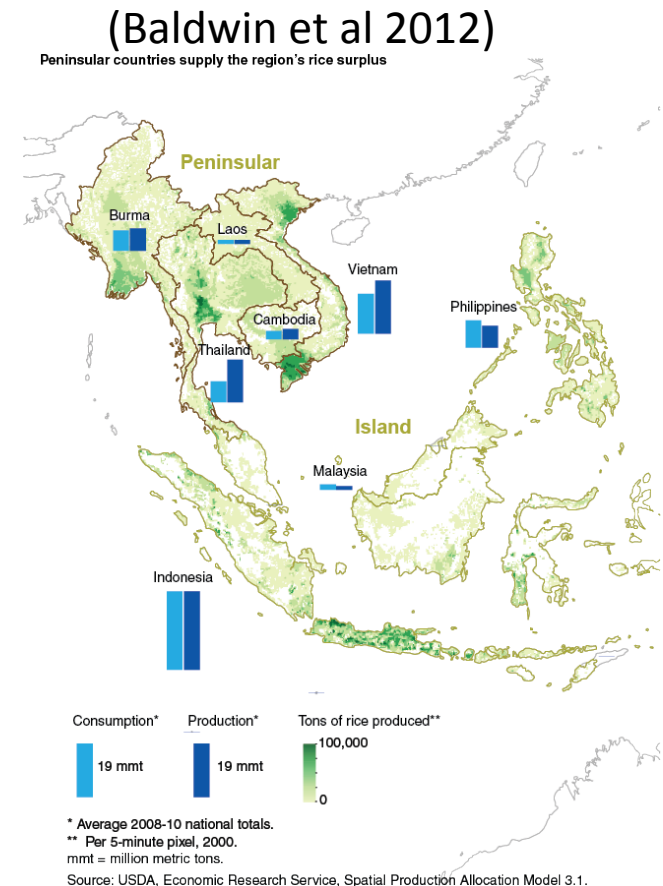 (Baldwin et al 2012)
Peninsular countries supply the region's rice surplus
Peninsular
Burma
Laos
Vietnam
Philippines
Cambodia
Thailand
Island
Malaysia
Indonesia
Consumption* Production* Tons of rice produced**
100,000
19 mmt 19 mmt
0
* Average 2008-10 national totals.
** Per 5-minute pixel, 2000.
mmt = million metric tons.
Source: USDA, Economic Research Service, Spatial Production Allocation Model 3.1.